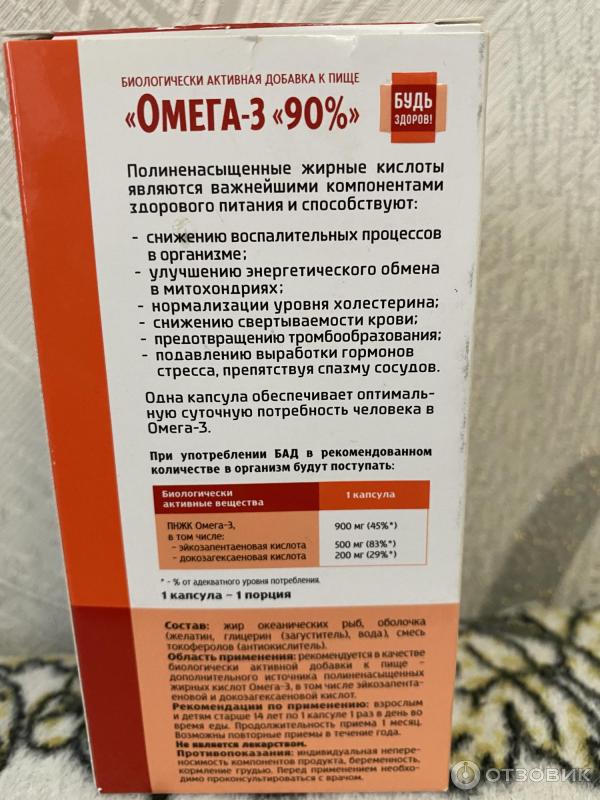 БИОЛОГИЧЕСКИ АКТИВНАЯ ДОБАВКА К ПИЩЕ
«ОМЕГА-3 «90%»
БУДЬ
ЗДОРОВ!
Полиненасыщенные жирные кислоты
являются важнейшими компонентами
здорового питания и способствуют:
- снижению воспалительных процессов
в организме;
- улучшению энергетического обмена
в митохондриях;
- нормализации уровня холестерина;
- снижению свертываемости крови;
- предотвращению тромбообразования;
- подавлению выработки гормонов
стресса, препятствуя спазму сосудов.
Одна капсула обеспечивает оптималь-
ную суточную потребность человека в
Омега-3.
При употреблении БАД в рекомендованном
количестве в организм будут поступать:
Биологически
активные вещества
1 капсула
ПНЖК Омега-3, 900 мг (45%*)
в том числе:
- эйкозапентаеновая кислота 500 мг (83%*)
- докозагексаеновая кислота 200 мг (29%*)
* - % от адекватного уровня потребления.
1 капсула – 1 порция
Состав: жир океанических рыб, оболочка
(желатин, глицерин (загуститель), вода), смесь
токоферолов (антиокислитель).
Область применения: рекомендуется в качестве
биологически активной добавки к пище –
дополнительного источника полиненасыщенных
жирных кислот Омега-3, в том числе эйкозапента-
еновой и докозагексаеновой кислот.
Рекомендации по применению: взрослым
и детям старше 14 лет по 1 капсуле 1 раз в день во
время еды. Продолжительность приема 1 месяц.
Возможны повторные приемы в течение года.
Не является лекарством.
Противопоказания: индивидуальная непере-
носимость компонентов продукта, беременность,
кормление грудью. Перед применением необхо-
димо проконсультироваться с врачом.
ОТЗОВИК